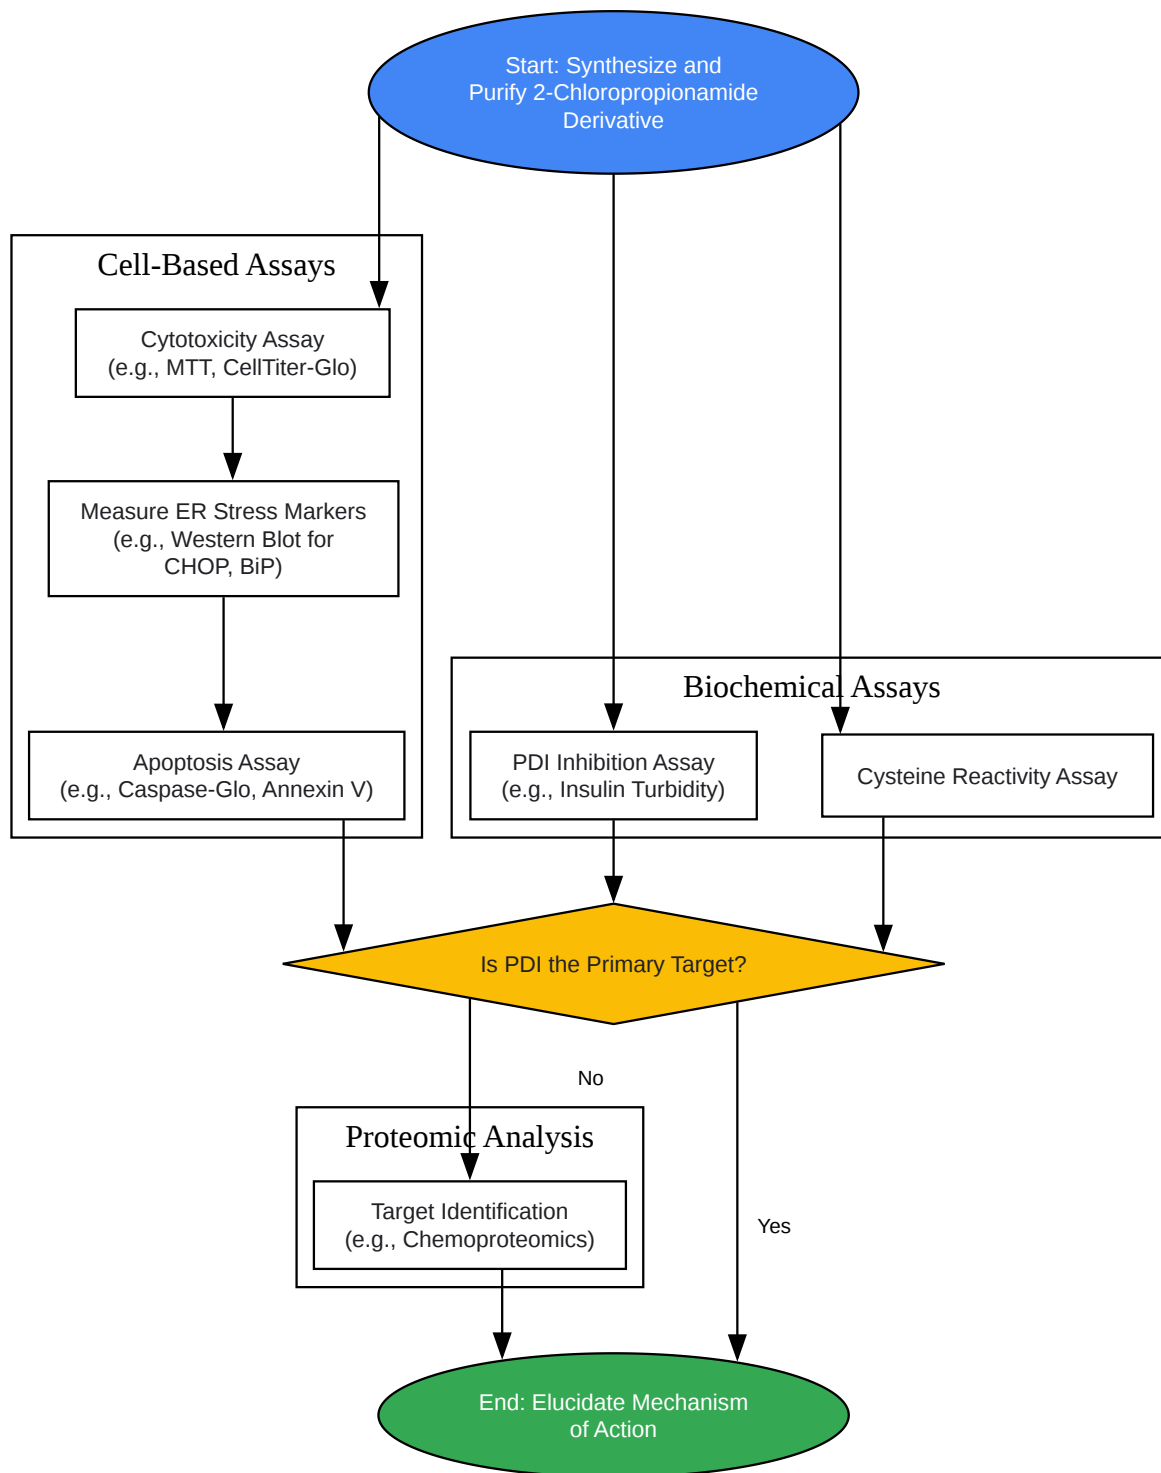 Start: Synthesize and
Purify 2-Chloropropionamide
Derivative
Cell-Based Assays
Cytotoxicity Assay
(e.g., MTT, CellTiter-Glo)
Measure ER Stress Markers
(e.g., Western Blot for
CHOP, BiP)
Apoptosis Assay
(e.g., Caspase-Glo, Annexin V)
Biochemical Assays
PDI Inhibition Assay
(e.g., Insulin Turbidity)
Cysteine Reactivity Assay
Is PDI the Primary Target?
No
Proteomic Analysis
Target Identification
(e.g., Chemoproteomics)
Yes
End: Elucidate Mechanism
of Action